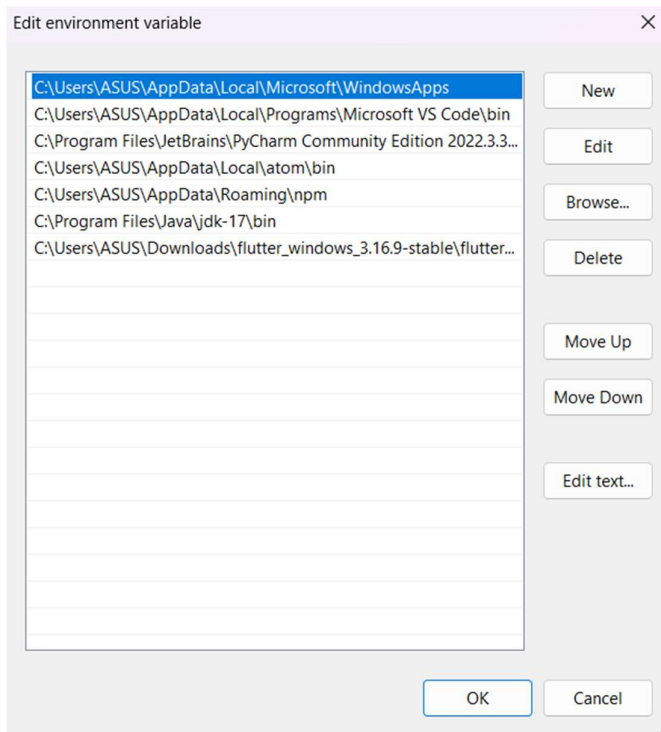 Edit environment variable
C:\Users\ASUS\AppData\Local\Microsoft\WindowsApps
C:\Users\ASUS\AppData\Local\Programs\Microsoft VS Code\bin
C:\Program Files\JetBrains\PyCharm Community Edition 2022.3.3...
C:\Users\ASUS\AppData\Local\atom\bin
C:\Users\ASUS\AppData\Roaming\npm
C:\Program Files\Java\jdk-17\bin
C:\Users\ASUS\Downloads\flutter_windows_3.16.9-stable\flutter...
New
Edit
Browse...
Delete
Move Up
Move Down
Edit text...
OK
Cancel